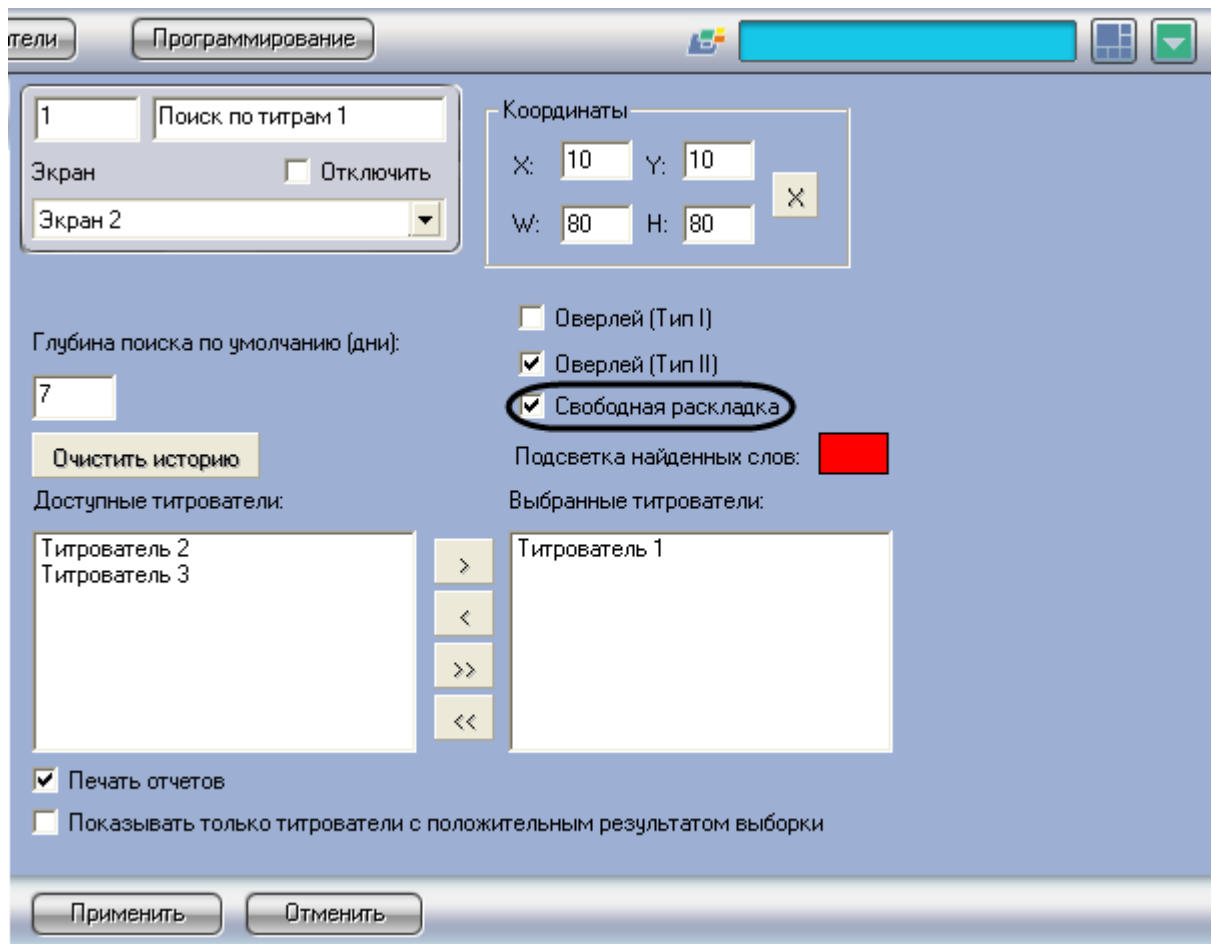 тели Программирование
1 Поиск по титрам 1
Экран Отключить
Экран 2
Координаты
X: 10 Y: 10
X
W: 80 H: 80
Оверлей (Тип I)
Глубина поиска по умолчанию (дни):
Оверлей (Тип II)
7
Свободная раскладка
Очистить историю
Подсветка найденных слов:
Доступные титрователи: Выбранные титрователи:
Титрователь 2
Титрователь 3
>
<
>>
<<
Титрователь 1
Печать отчетов
Показывать только титрователи с положительным результатом выборки
Применить Отменить